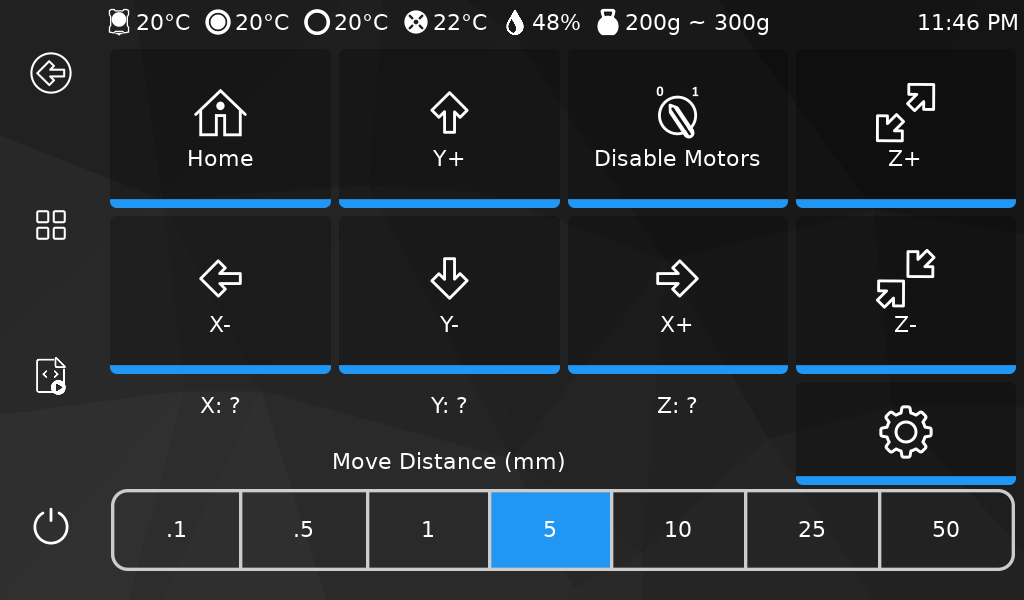 20°C 20°C 20°C 22°C 48% 200g ~ 300g 11:46 PM
Home
Y+
0 1
Disable Motors
Z+
X-
Y-
X+
Z-
X: ? Y: ? Z: ?
Move Distance (mm)
.1 .5 1 5 10 25 50